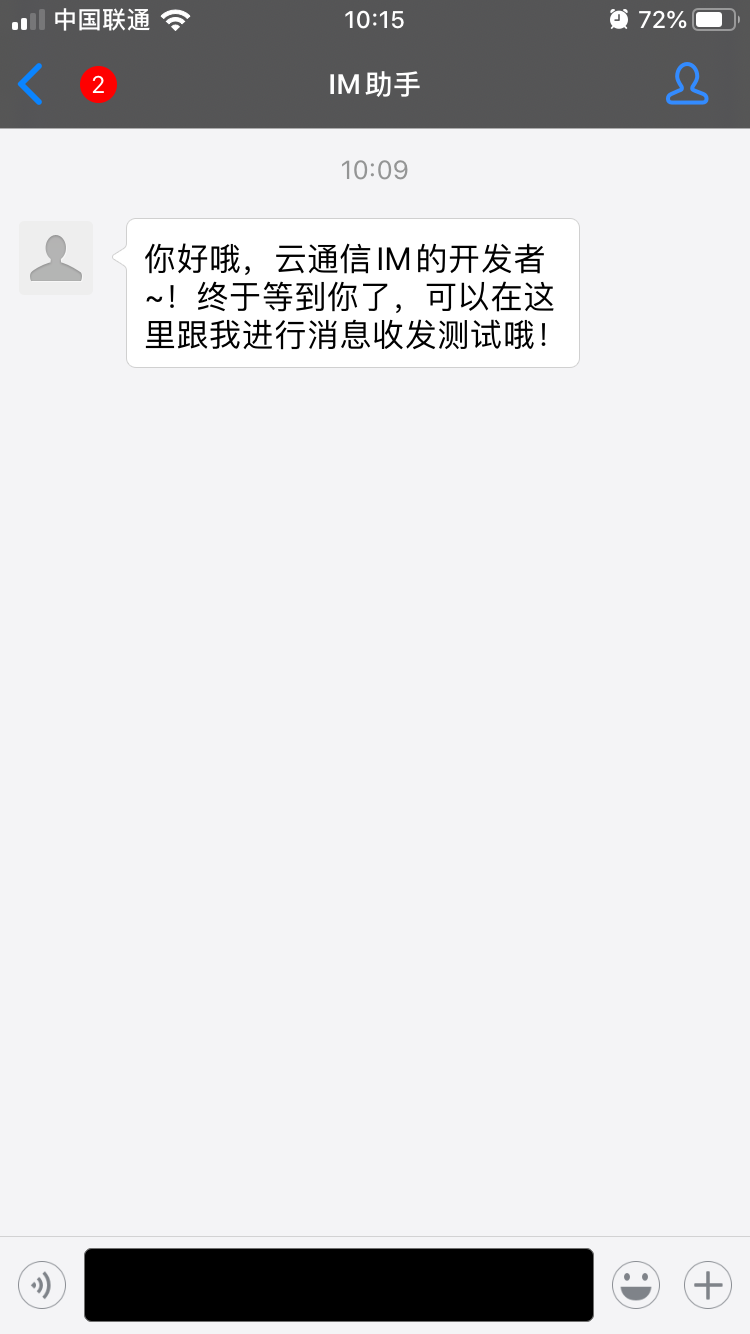 中国联通 10:15 72%
2 IM助手
10:09
你好哦，云通信IM的开发者
~！终于等到你了，可以在这
里跟我进行消息收发测试哦！